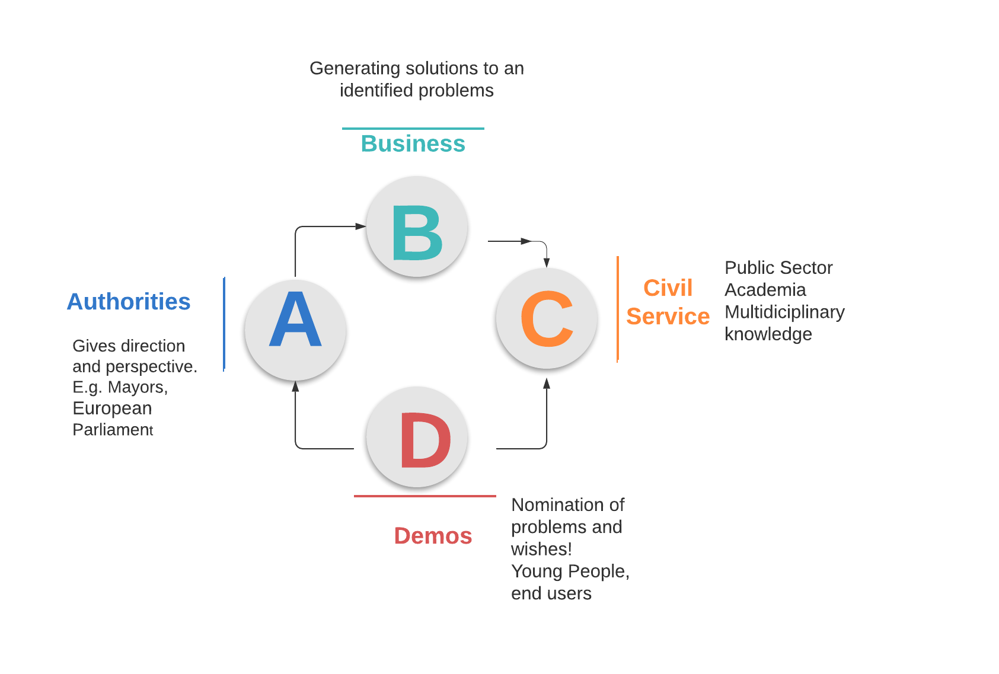 Generating solutions to an
identified problems
Business
B
Authorities
Gives direction
and perspective.
E.g. Mayors,
European
Parliament
A
C
Civil
Service
Public Sector
Academia
Multidiciplinary
knowledge
D
Demos
Nomination of
problems and
wishes!
Young People,
end users